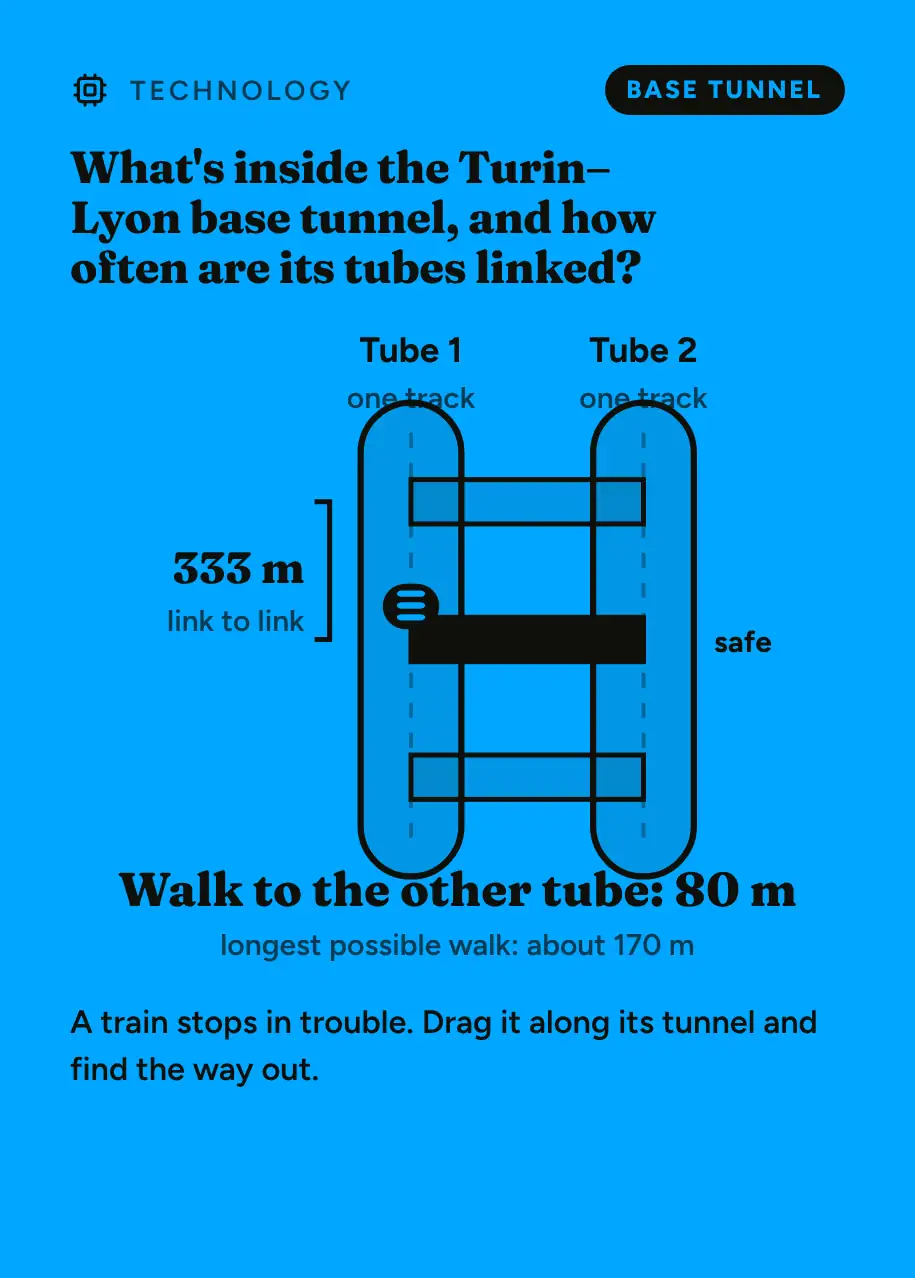 TECHNOLOGY
BASE TUNNEL
What's inside the Turin–
Lyon base tunnel, and how
often are its tubes linked?
Tube 1
Tube 2
one track
one track
333 m
link to link
safe
Walk to the other tube: 80 m
longest possible walk: about 170 m
A train stops in trouble. Drag it along its tunnel and
find the way out.